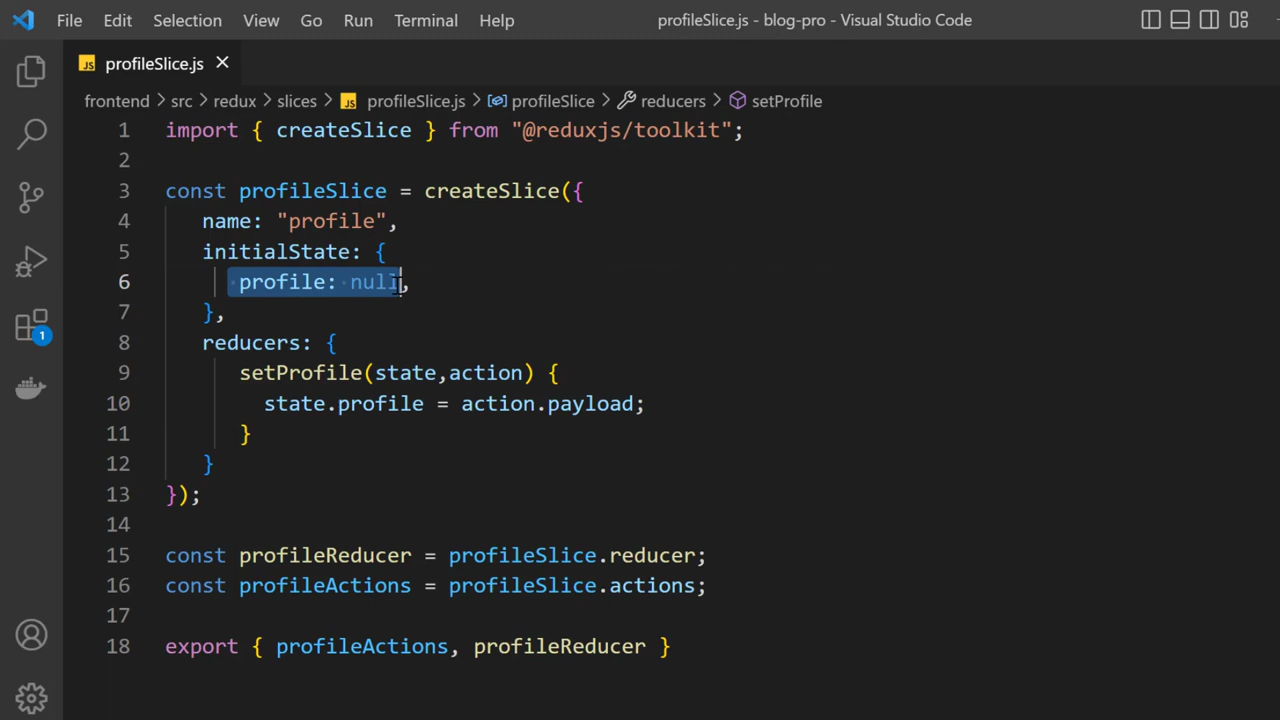 File Edit Selection View Go Run Terminal Help profileSlice.js - blog-pro - Visual Studio Code
JS profileSlice.js
frontend > src > redux > slices > JS profileSlice.js > profileSlice > reducers > setProfile
1 import { createSlice } from "@reduxjs/toolkit";
2
3 const profileSlice = createSlice({
4 name: "profile",
5 initialState: {
6 profile: null,
7 },
8 reducers: {
9 setProfile(state,action) {
10 state.profile = action.payload;
11 }
12 }
13 });
14
15 const profileReducer = profileSlice.reducer;
16 const profileActions = profileSlice.actions;
17
18 export { profileActions, profileReducer }
1